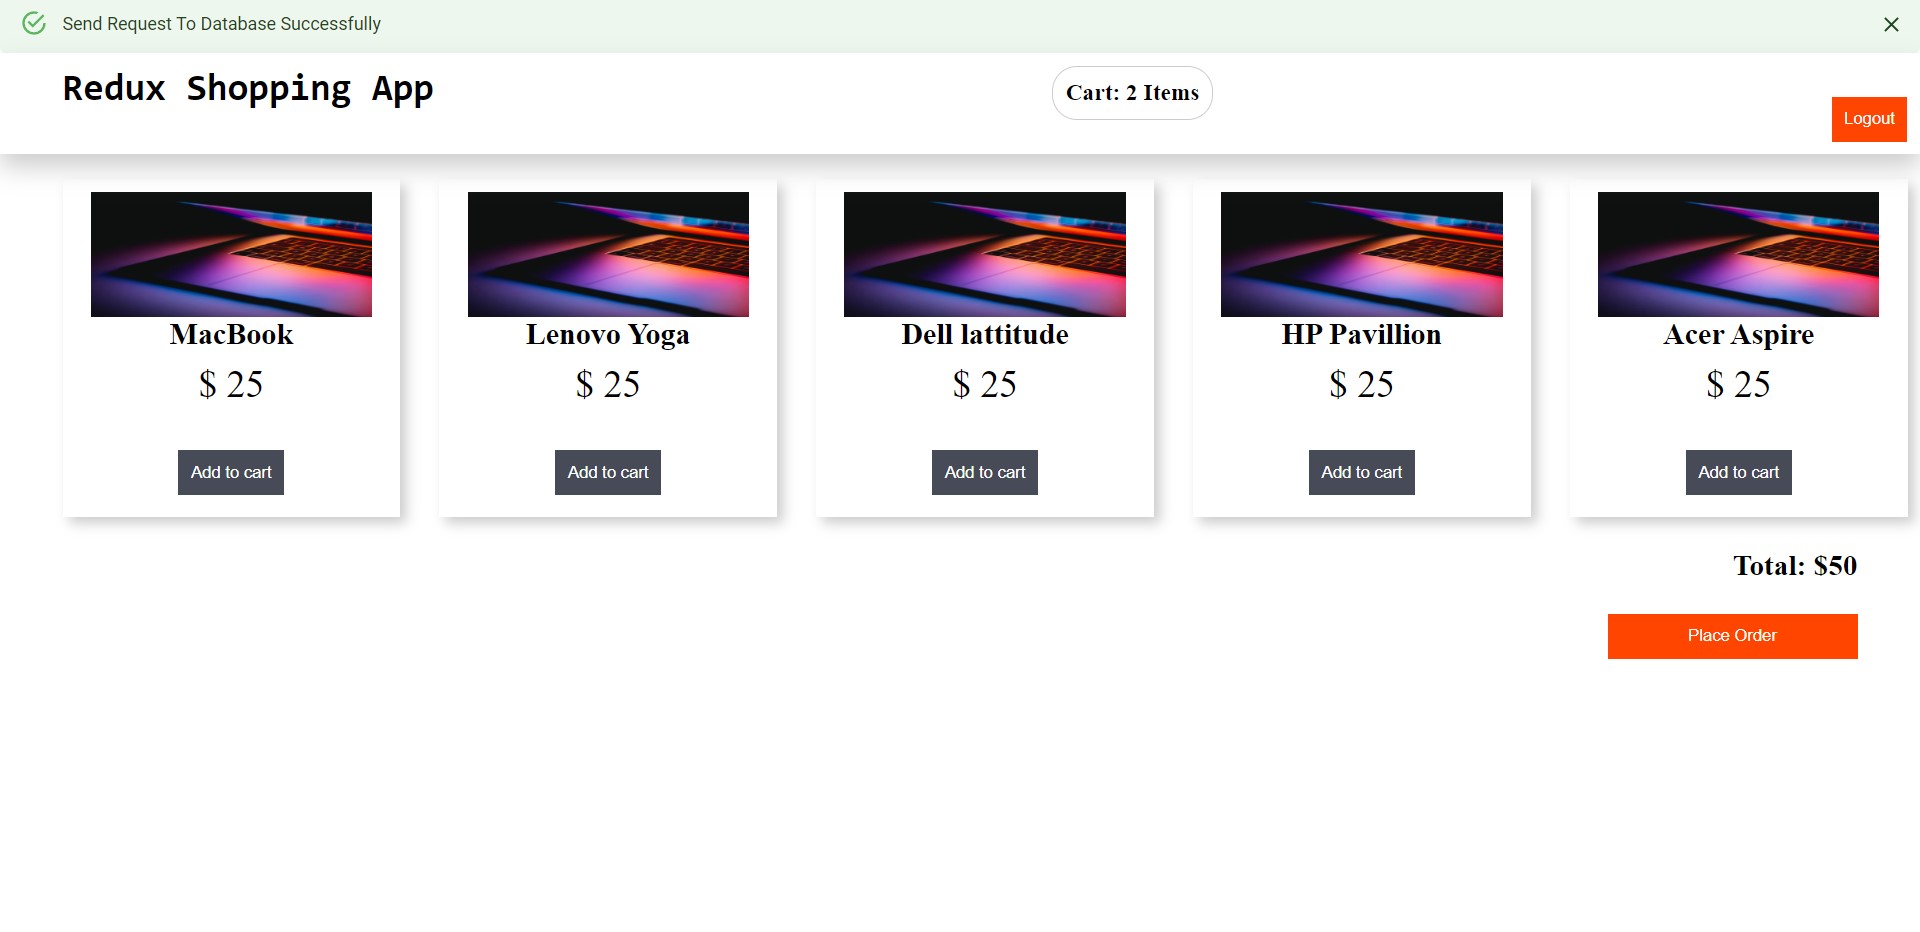 Send Request To Database Successfully
Redux Shopping App
Cart: 2 Items
Logout
MacBook
$ 25
Add to cart
Lenovo Yoga
$ 25
Add to cart
Dell lattitude
$ 25
Add to cart
HP Pavillion
$ 25
Add to cart
Acer Aspire
$ 25
Add to cart
Total: $50
Place Order